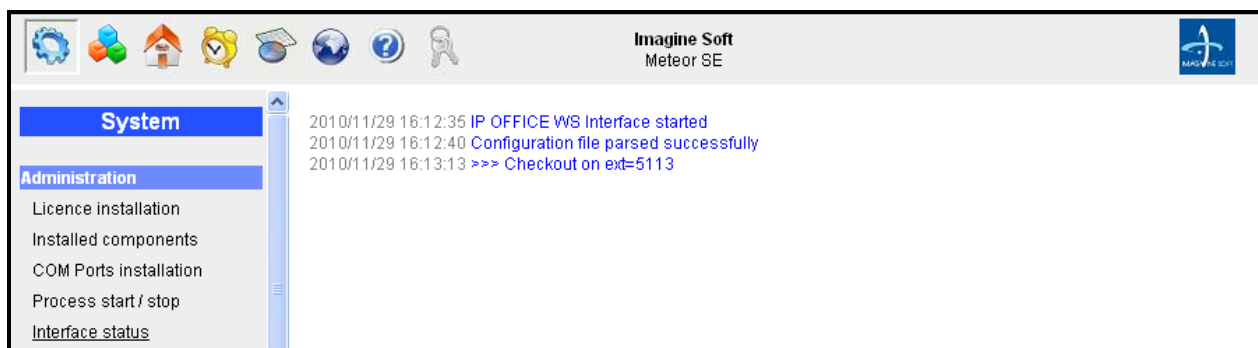 Imagine Soft
Meteor SE
System
2010/11/29 16:12:35 IP OFFICE WS Interface started
2010/11/29 16:12:40 Configuration file parsed successfully
2010/11/29 16:13:13 >>> Checkout on ext=5113
Administration
Licence installation
Installed components
COM Ports installation
Process start / stop
Interface status